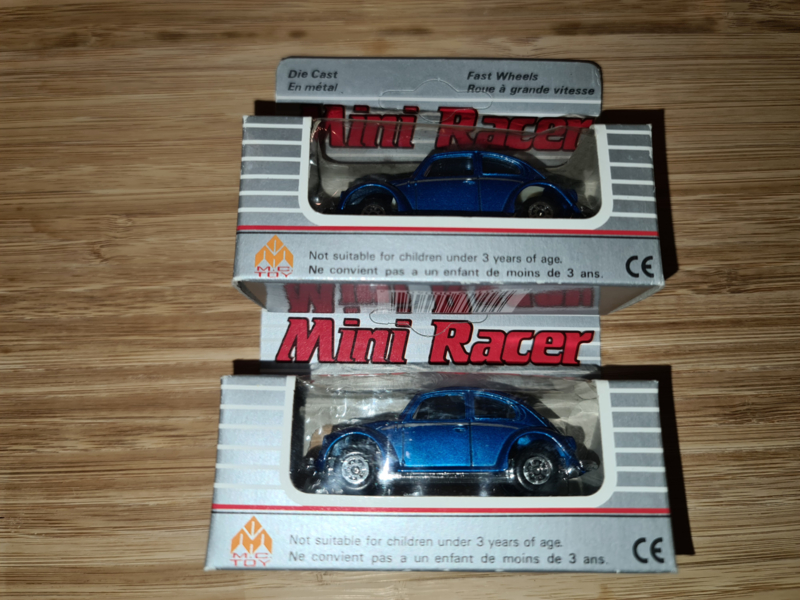 Die Cast
En métal
Fast Wheels
Roue à grande vitesse
Mini Racer
M.C.
TOY
Not suitable for children under 3 years of age.
Ne convient pas a un enfant de moins de 3 ans.
CE
Mini Racer
M.C.
TOY
Not suitable for children under 3 years of age.
Ne convient pas a un enfant de moins de 3 ans.
CE